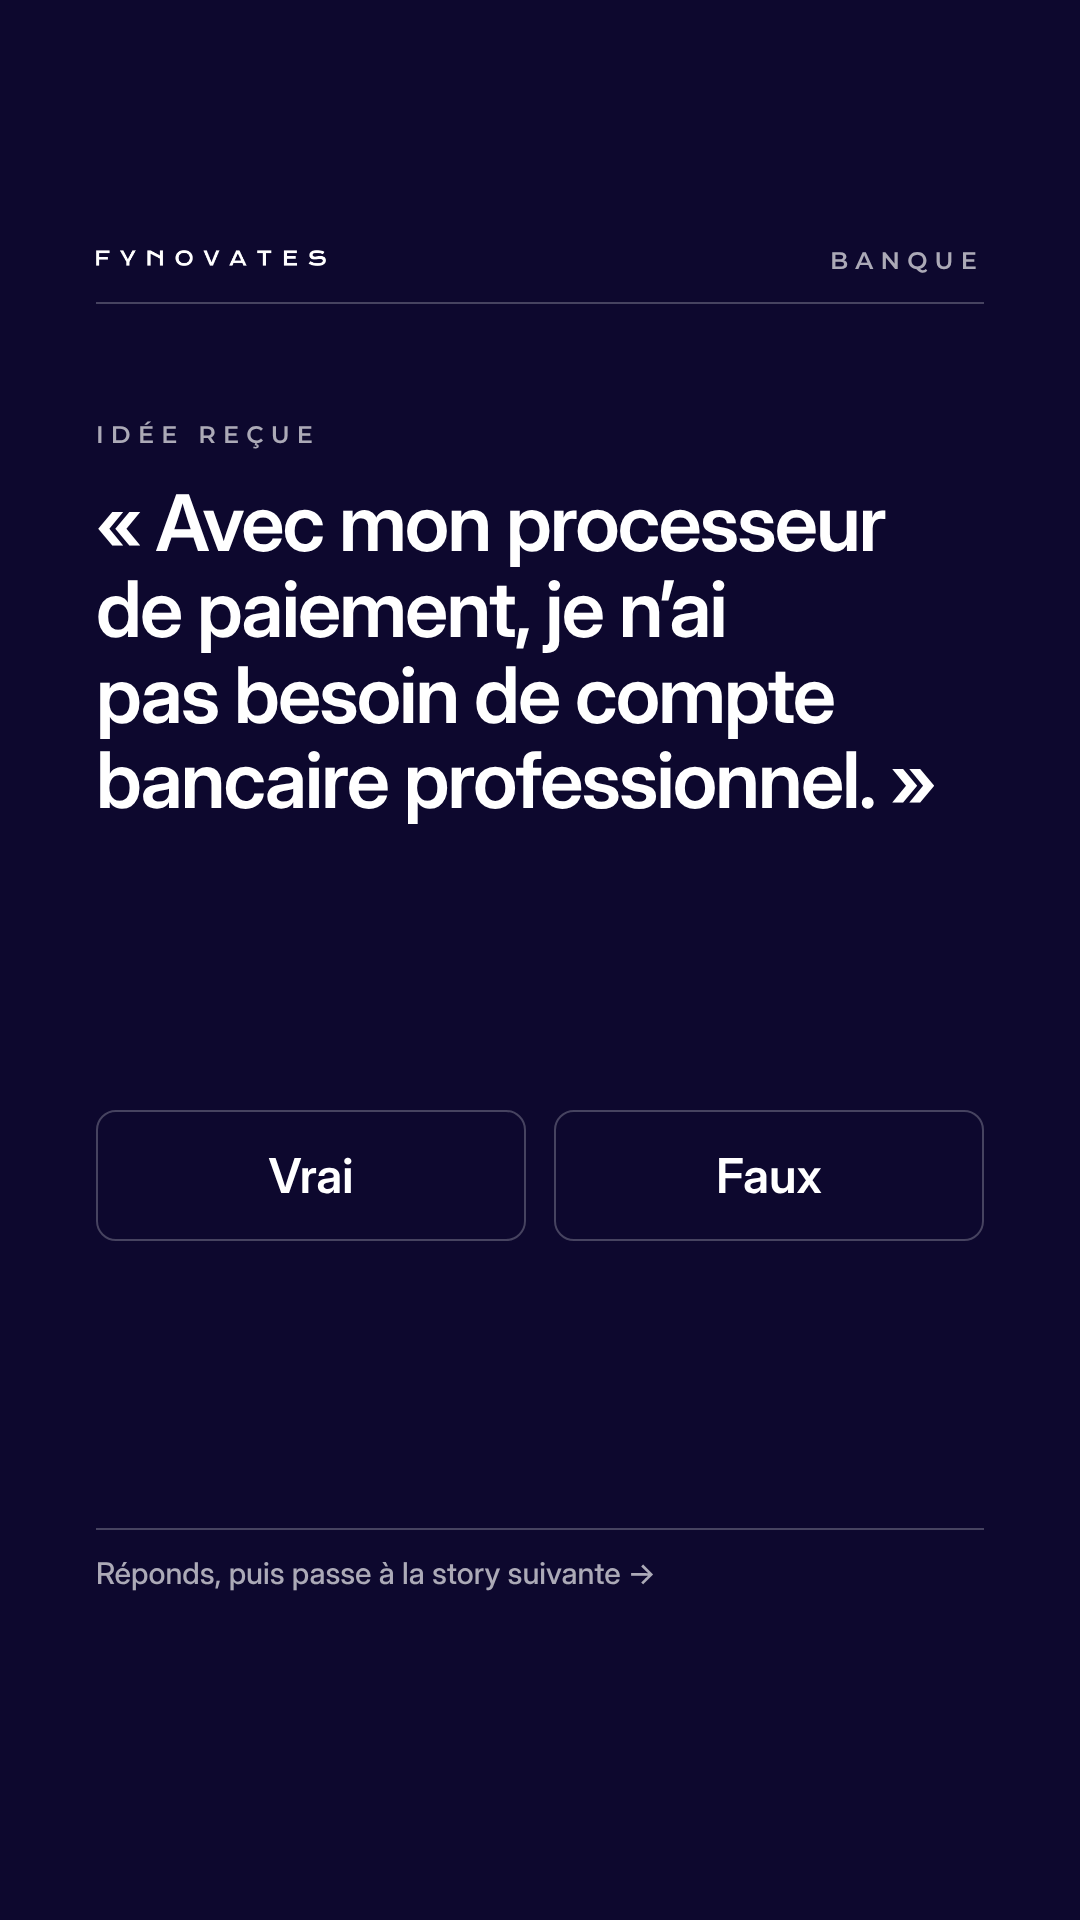 FYNOVATES
BANQUE
IDÉE REÇUE
« Avec mon processeur
de paiement, je n’ai
pas besoin de compte
bancaire professionnel. »
Vrai
Faux
Réponds, puis passe à la story suivante →